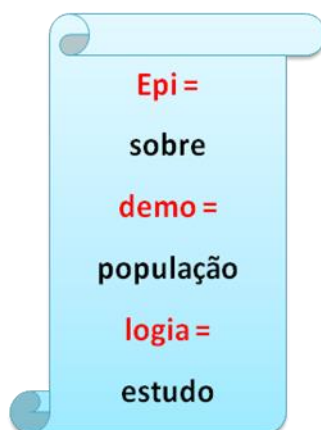 Epi =
sobre
demo =
população
logia =
estudo